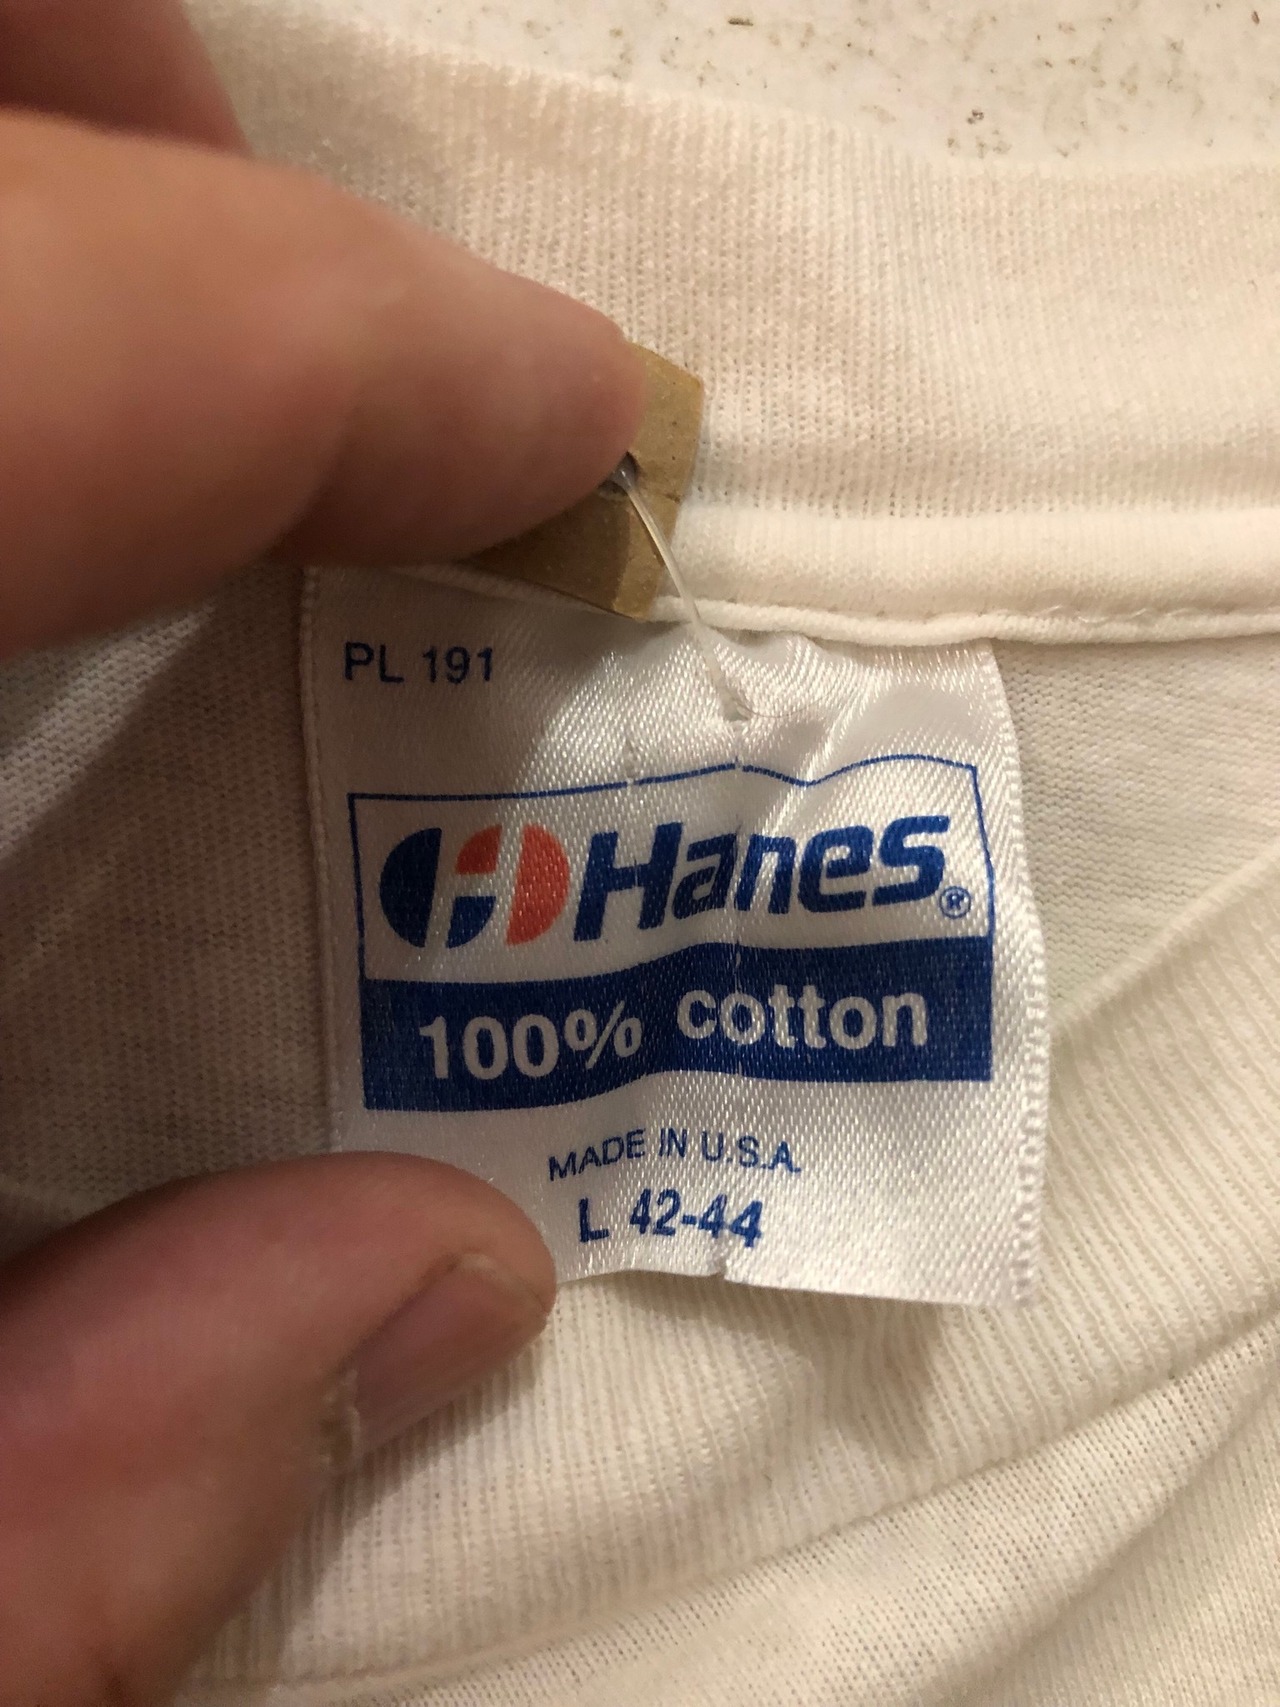 PL 191
Hanes®
100% cotton
MADE IN U.S.A.
L 42-44